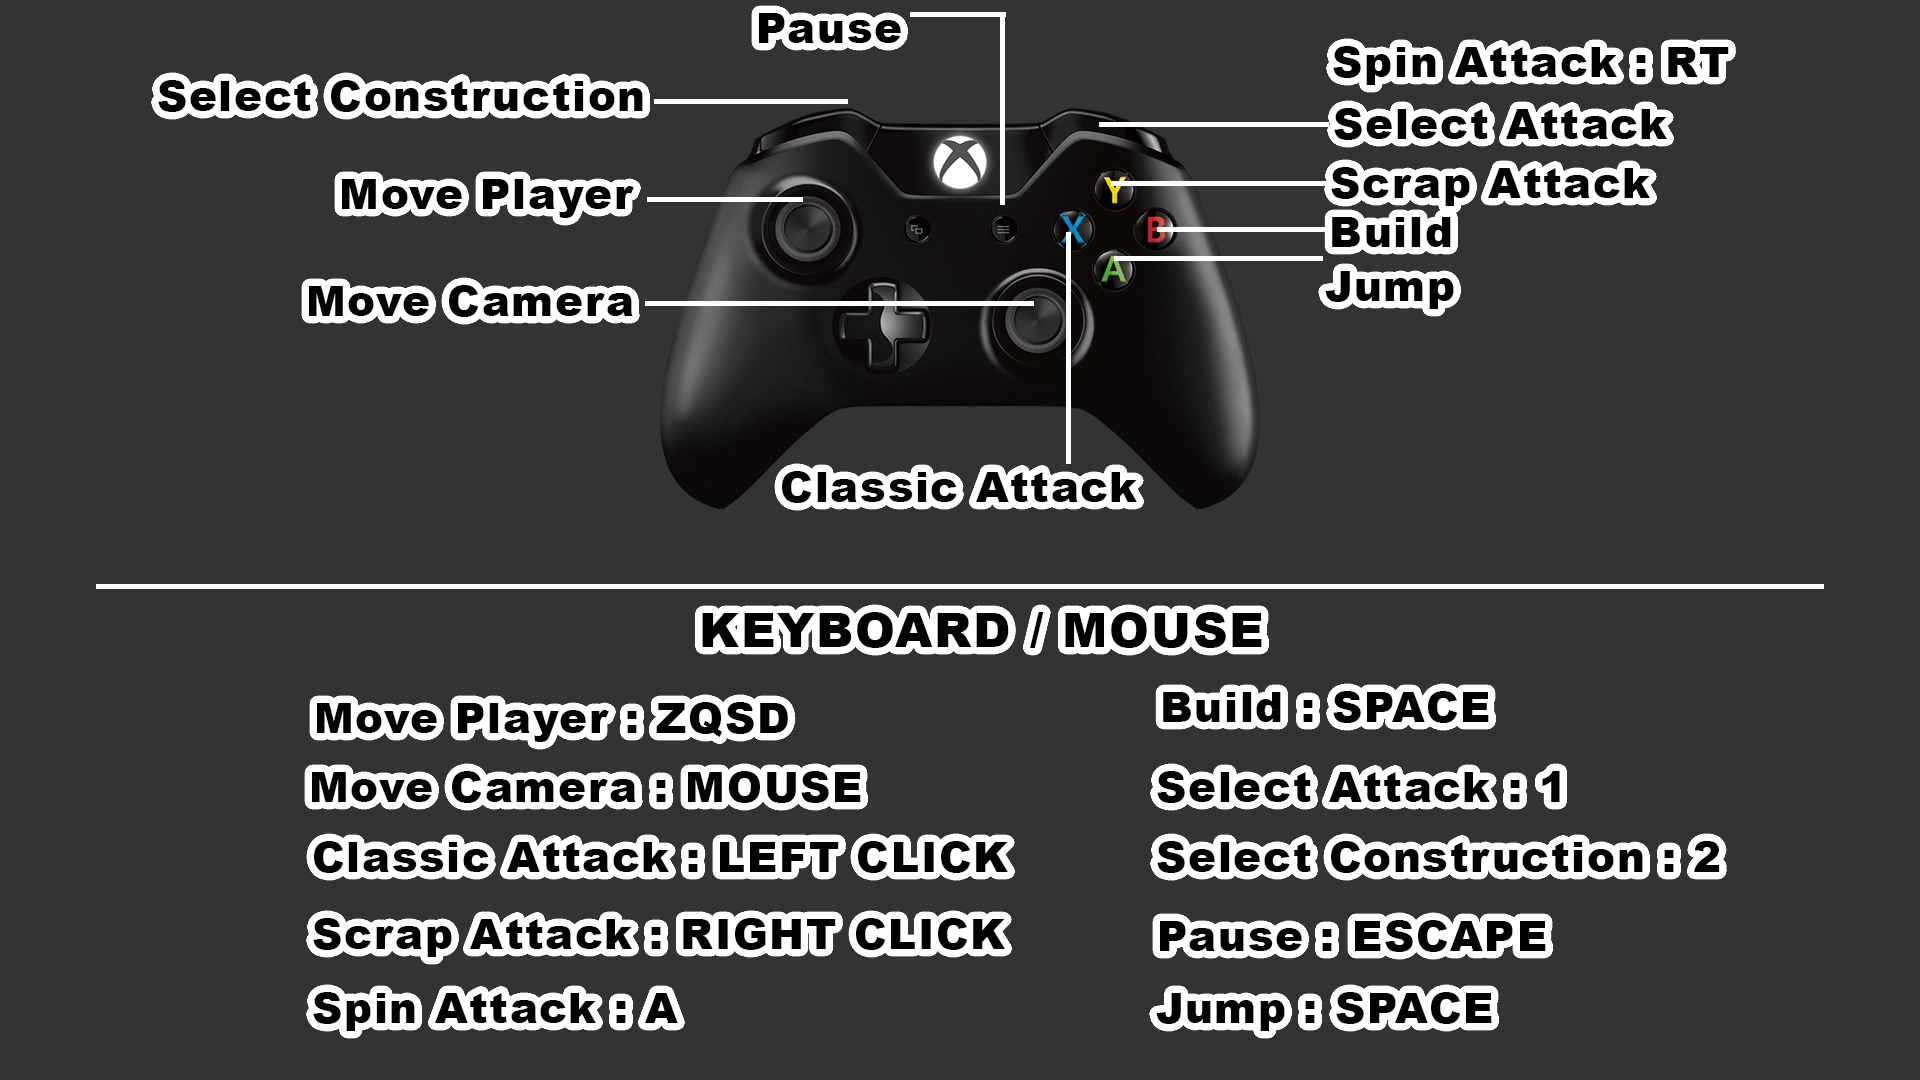 Pause
Spin Attack : RT
Select Construction
Select Attack
Move Player
Scrap Attack
Y
X
B
Build
A
Jump
Move Camera
Classic Attack
KEYBOARD / MOUSE
Move Player : ZQSD
Move Camera : MOUSE
Classic Attack : LEFT CLICK
Scrap Attack : RIGHT CLICK
Spin Attack : A
Build : SPACE
Select Attack : 1
Select Construction : 2
Pause : ESCAPE
Jump : SPACE